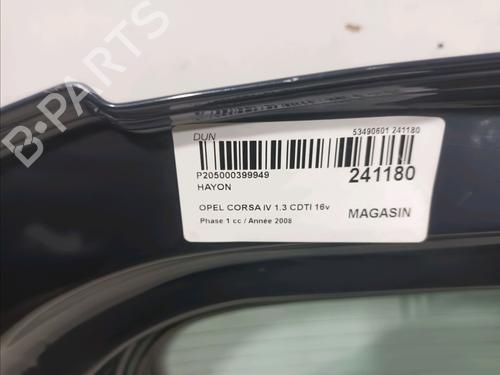 B-PARTS
DUN
53490601 241180
P205000399949
HAYON
241180
OPEL CORSA IV 1.3 CDTI 16v
Phase 1 cc / Année 2008
MAGASIN